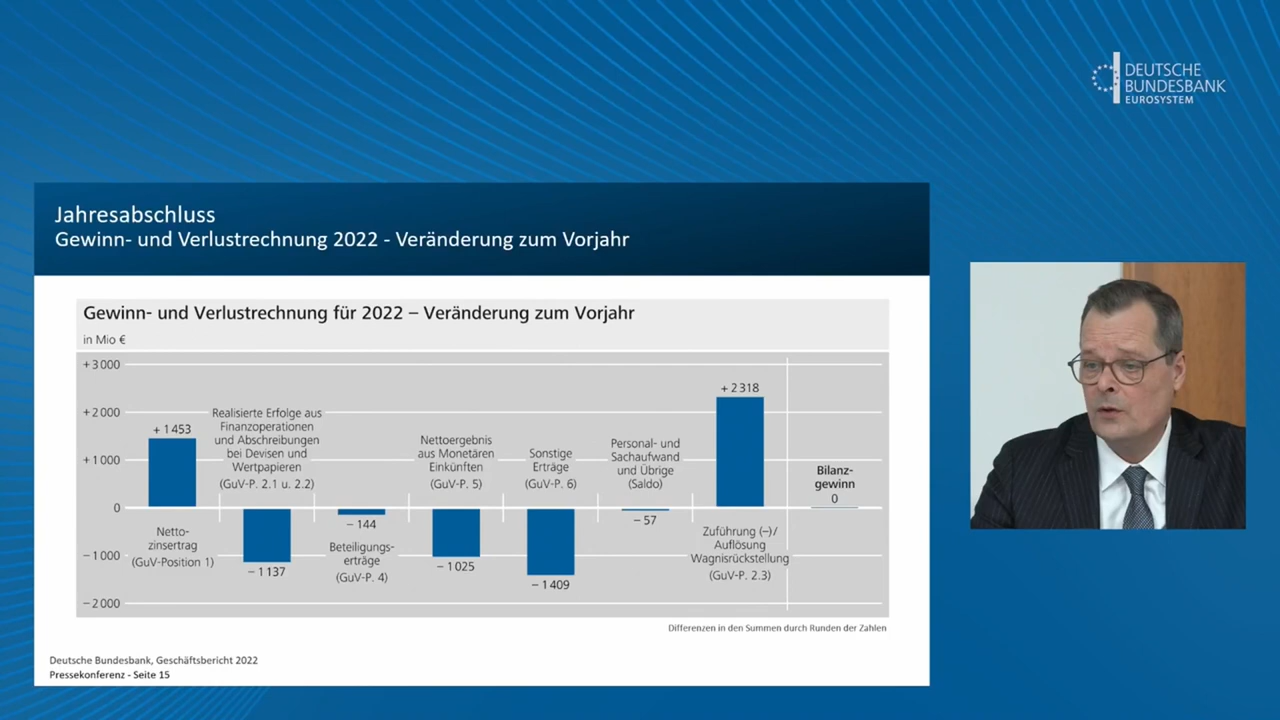 DEUTSCHE
BUNDESBANK
EUROSYSTEM
Jahresabschluss
Gewinn- und Verlustrechnung 2022 - Veränderung zum Vorjahr
Gewinn- und Verlustrechnung für 2022 – Veränderung zum Vorjahr
in Mio €
+ 3 000
+ 2 000
+ 1 000
0
– 1 000
– 2 000
+ 1 453
Netto-
zinsertrag
(GuV-Position 1)
Realisierte Erfolge aus
Finanzoperationen
und Abschreibungen
bei Devisen und
Wertpapieren
(GuV-P. 2.1 u. 2.2)
– 1 137
– 144
Beteiligungs-
erträge
(GuV-P. 4)
Nettoergebnis
aus Monetären
Einkünften
(GuV-P. 5)
– 1 025
Sonstige
Erträge
(GuV-P. 6)
– 1 409
Personal- und
Sachaufwand
und Übrige
(Saldo)
– 57
+ 2 318
Zuführung (–)/
Auflösung
Wagnisrückstellung
(GuV-P. 2.3)
Bilanz-
gewinn
0
Differenzen in den Summen durch Runden der Zahlen
Deutsche Bundesbank, Geschäftsbericht 2022
Pressekonferenz - Seite 15